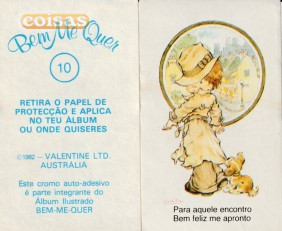 coisas
Bem-Me-Quer
10
RETIRA O PAPEL DE
PROTECÇÃO E APLICA
NO TEU ÁLBUM
OU ONDE QUISERES
©1982 – VALENTINE LTD.
AUSTRÁLIA
Este cromo auto-adesivo
é parte integrante do
Álbum Ilustrado
BEM-ME-QUER
Para aquele encontro
Bem feliz me apronto